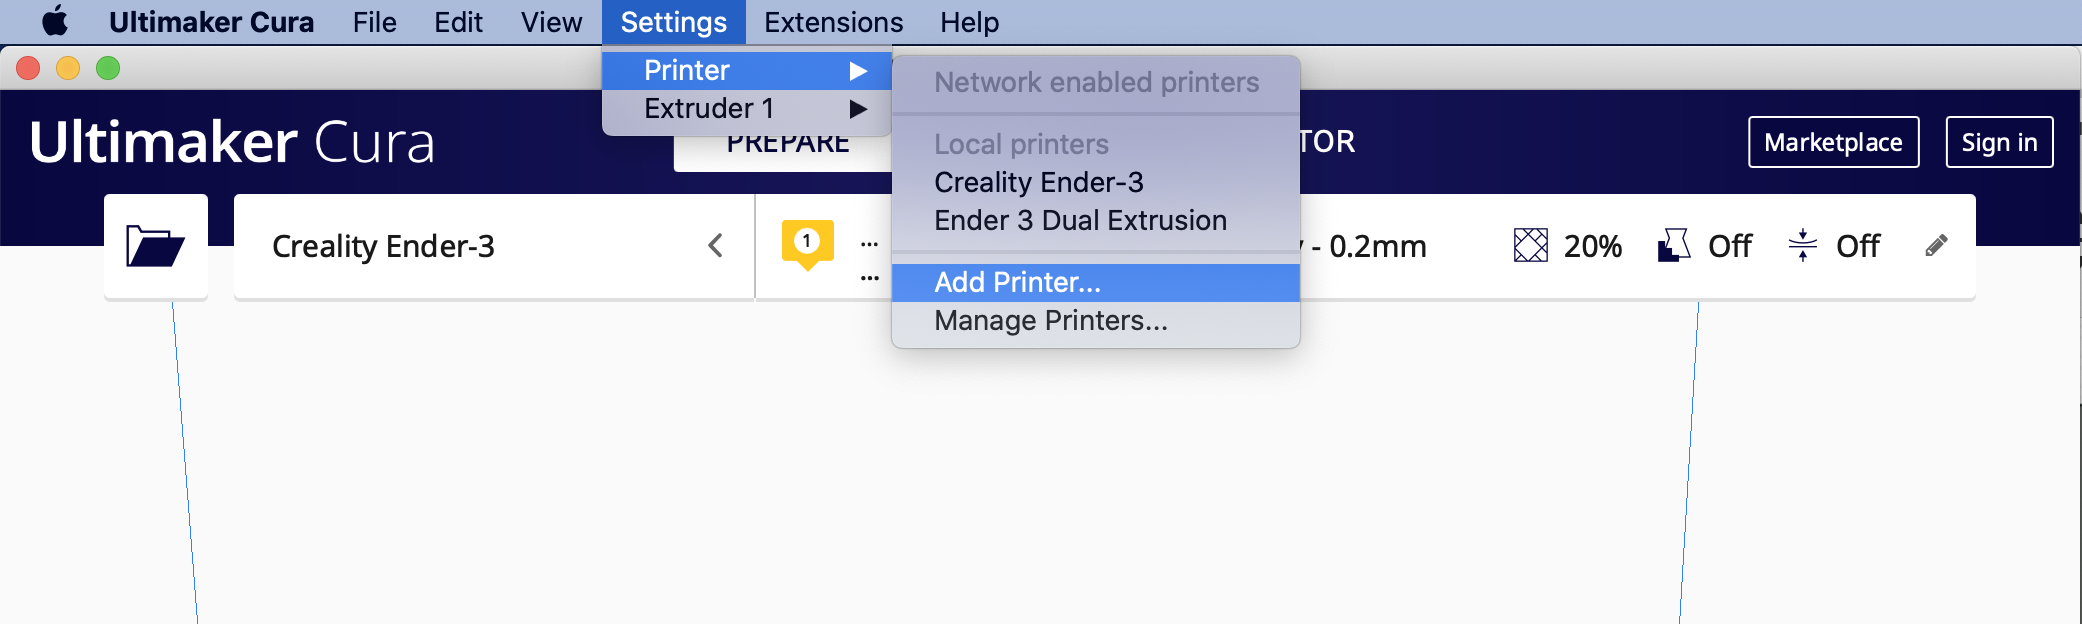 Ultimaker Cura File Edit View Settings Extensions Help
Printer
Extruder 1
Network enabled printers
Local printers
Creality Ender-3
Ender 3 Dual Extrusion
Add Printer...
Manage Printers...
Ultimaker Cura
PREPARE
TOR
Marketplace
Sign in
Creality Ender-3
1
...
...
- 0.2mm
20%
Off
Off